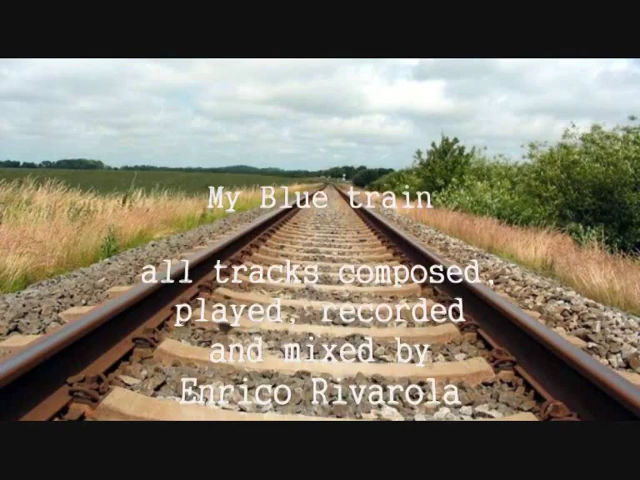 My Blue train
all tracks composed,
played, recorded
and mixed by
Enrico Rivarola